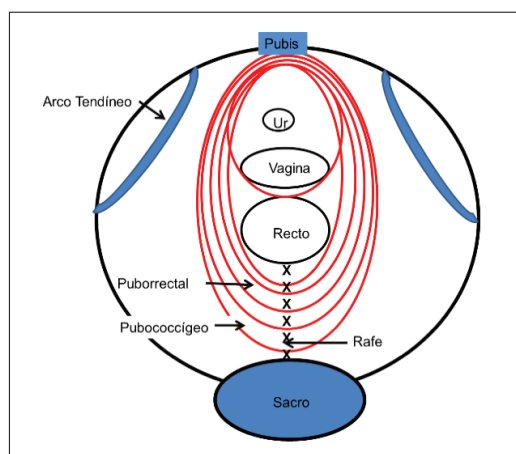 Pubis
Arco Tendíneo
Ur
Vagina
Recto
X
Puborrectal
X
X
X
Pubococcígeo
X
Rafe
X
Sacro